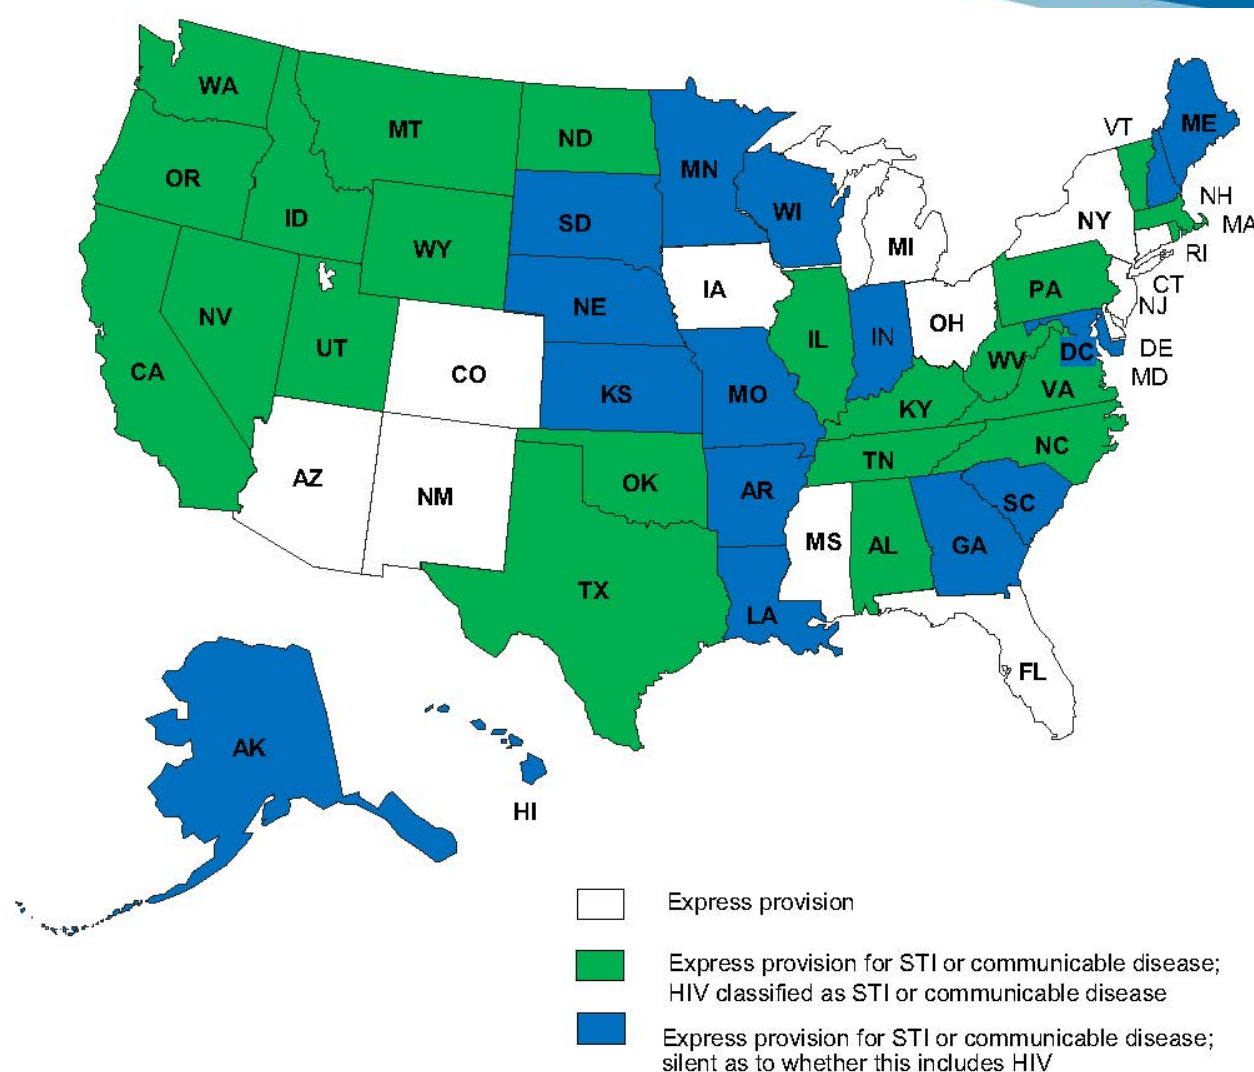 WA
MT
ND
MN
ME
VT
OR
ID
WY
SD
WI
MI
NY
NH
MA
RI
CT
NJ
NV
UT
CO
NE
IA
IL
IN
OH
PA
DE
MD
DC
CA
KS
MO
KY
WV
VA
AZ
NM
OK
AR
TN
NC
SC
TX
LA
MS
AL
GA
FL
AK
HI
Express provision
Express provision for STI or communicable disease;
HIV classified as STI or communicable disease
Express provision for STI or communicable disease;
silent as to whether this includes HIV